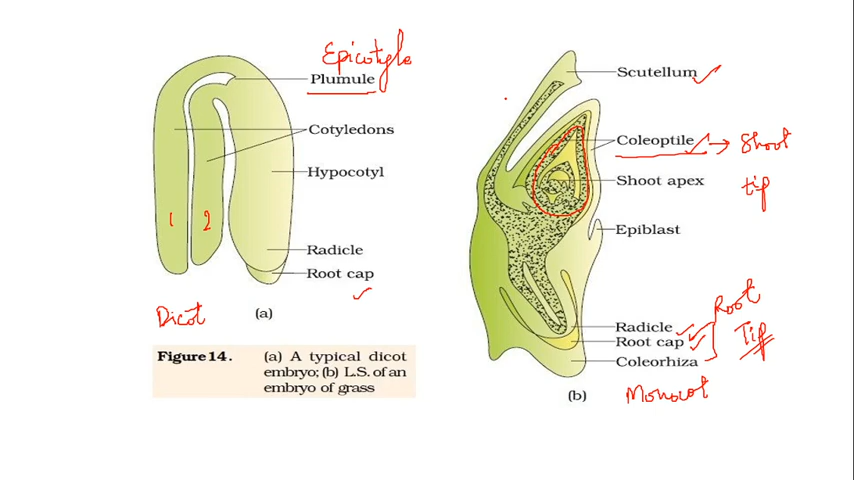 Epicotyle
Plumule
Cotyledons
Hypocotyl
1 2
Radicle
Root cap
Dicot
(a)
Figure 14. (a) A typical dicot
embryo; (b) L.S. of an
embryo of grass
Scutellum
Coleoptile → Shoot
tip
Shoot apex
Epiblast
Root
Tip
Radicle
Root cap
Coleorhiza
(b)
Monocot